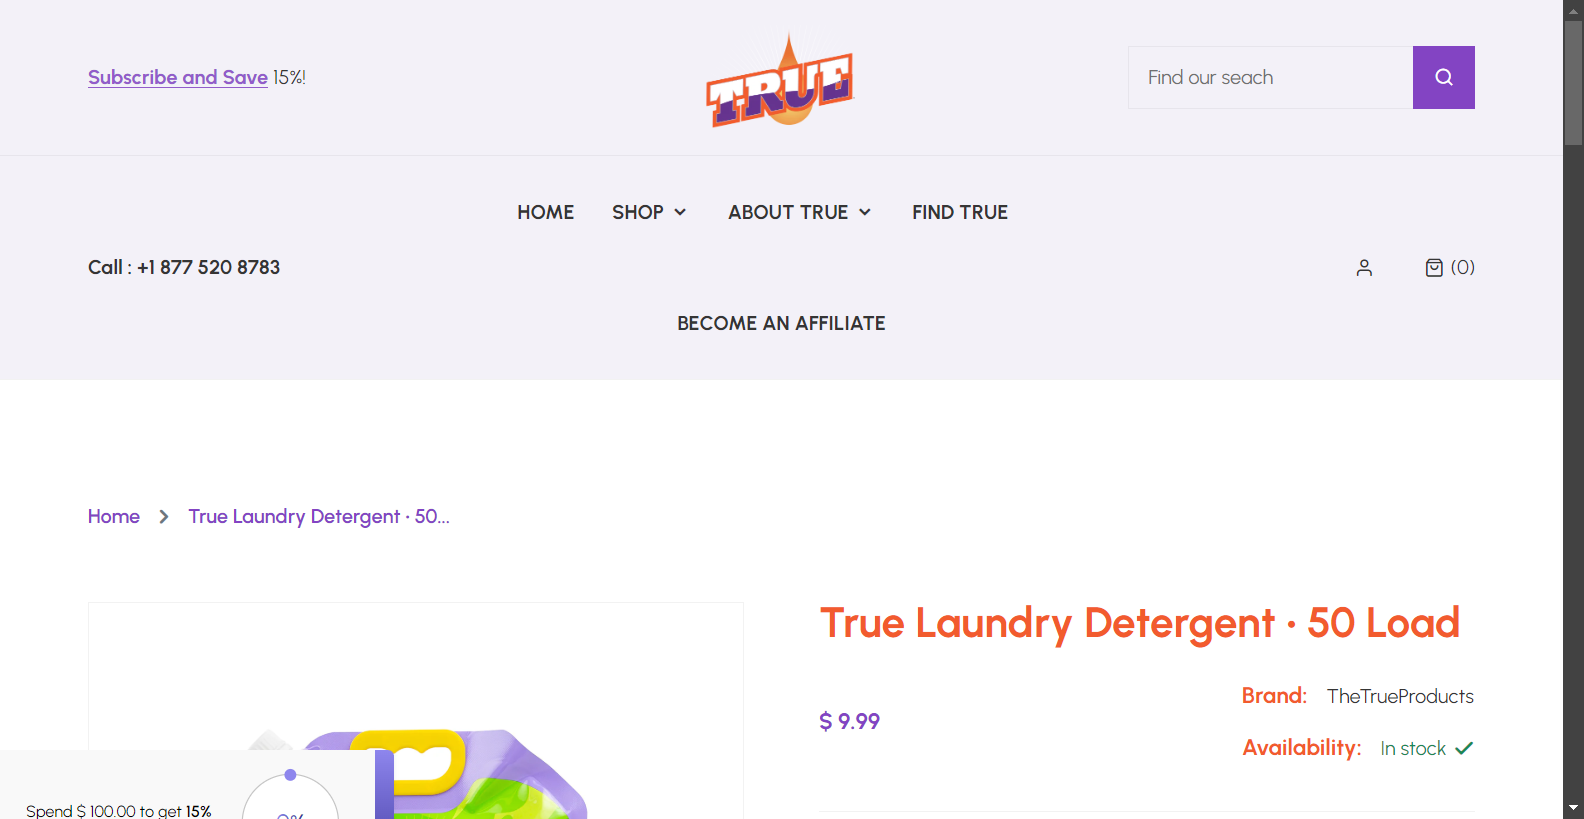 Subscribe and Save 15%!
TRUE
Find our seach
HOME
SHOP
ABOUT TRUE
FIND TRUE
Call : +1 877 520 8783
(0)
BECOME AN AFFILIATE
Home
True Laundry Detergent · 50...
True Laundry Detergent · 50 Load
$ 9.99
Brand: TheTrueProducts
Availability: In stock
Spend $ 100.00 to get 15%
0%